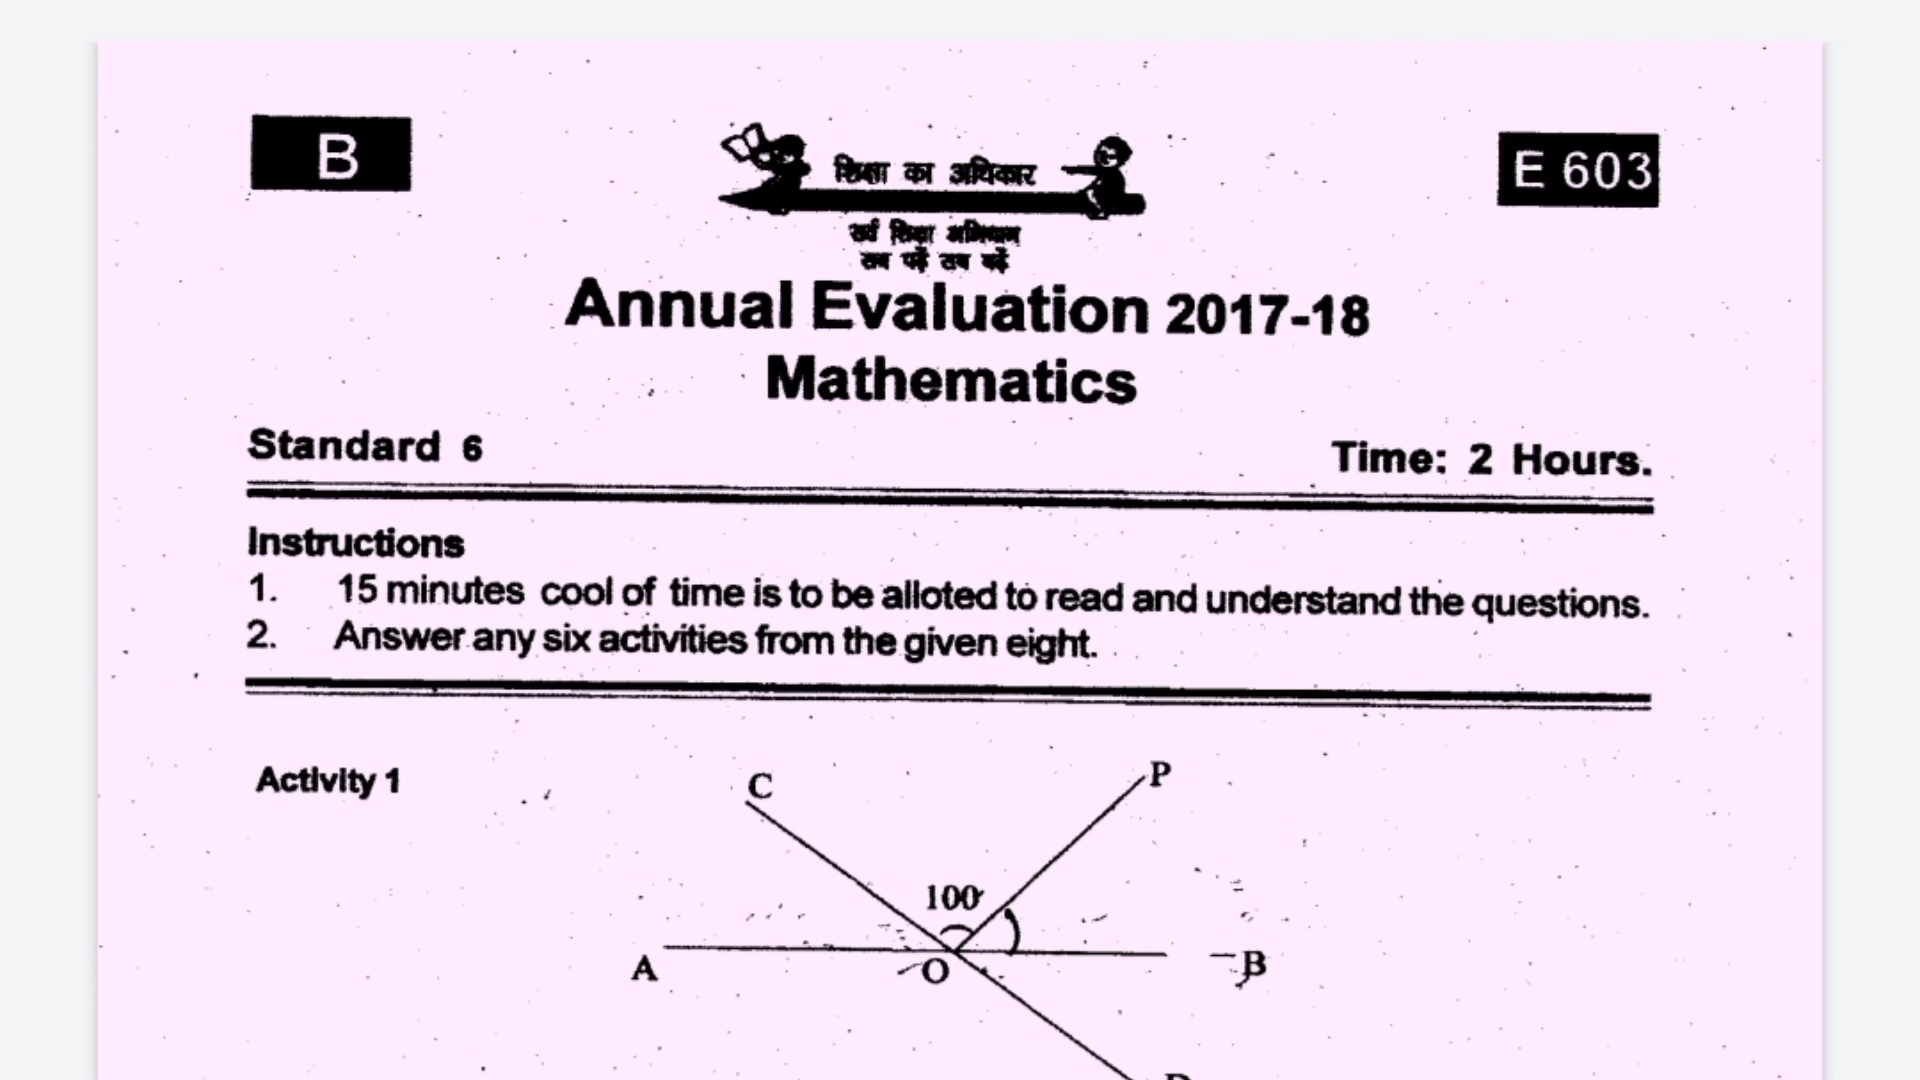 B
E 603
शिक्षा का अधिकार
सर्व शिक्षा अभियान
सब पढ़ें सब बढ़ें
Annual Evaluation 2017-18
Mathematics
Standard 6
Time: 2 Hours.
Instructions
1. 15 minutes cool of time is to be alloted to read and understand the questions.
2. Answer any six activities from the given eight.
Activity 1
C
P
100
A
O
B